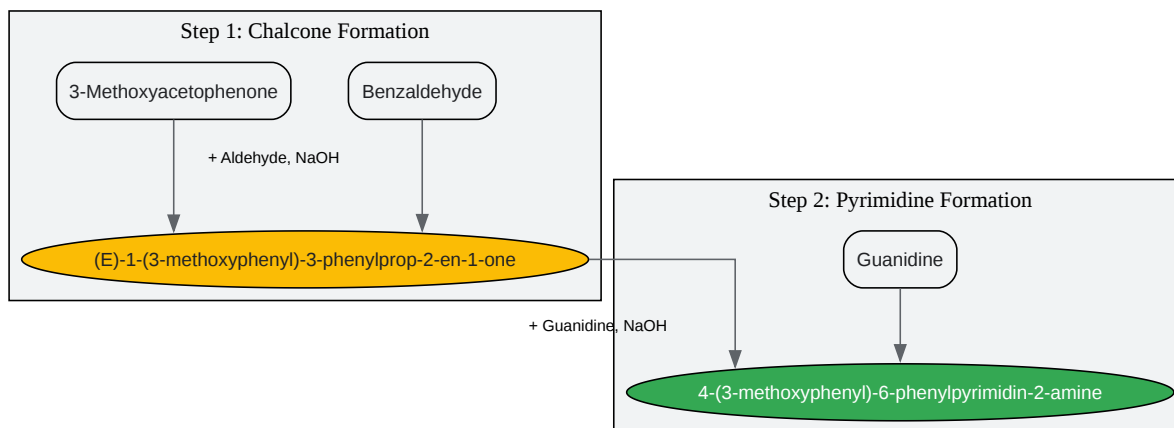 Step 1: Chalcone Formation
3-Methoxyacetophenone
Benzaldehyde
+ Aldehyde, NaOH
(E)-1-(3-methoxyphenyl)-3-phenylprop-2-en-1-one
Step 2: Pyrimidine Formation
Guanidine
+ Guanidine, NaOH
4-(3-methoxyphenyl)-6-phenylpyrimidin-2-amine